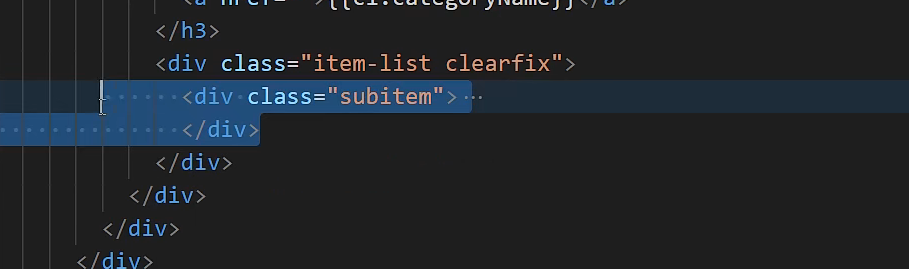 <a href="">{{c1.categoryName}}</a>
</h3>
<div class="item-list clearfix">
<div class="subitem">…
</div>
</div>
</div>
</div>
</div>